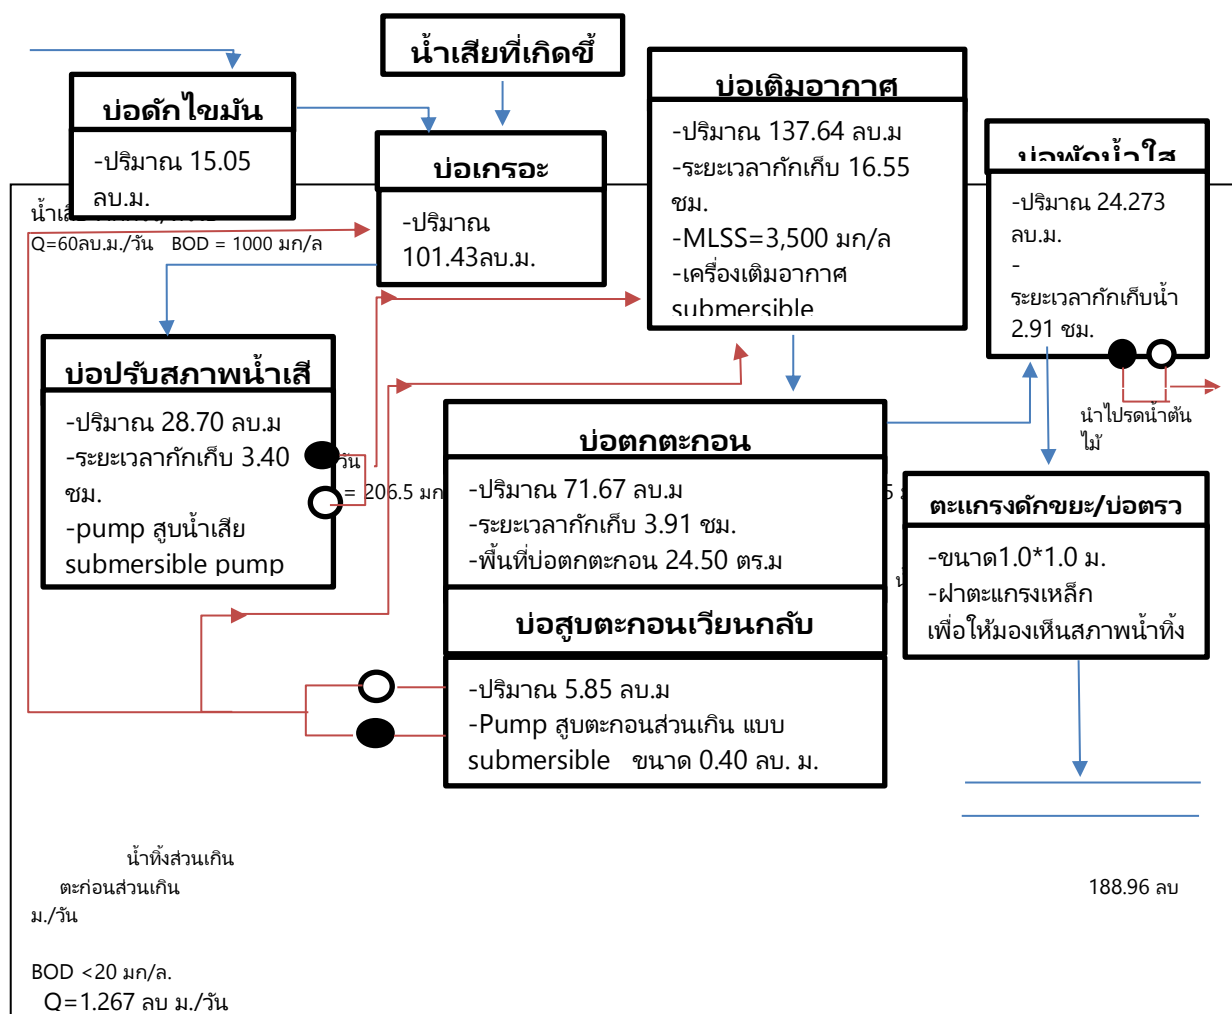 น้ำเสียที่เกิดขึ้
บ่อดักไขมัน
-ปริมาณ 15.05
ลบ.ม.
Q=60ลบ.ม./วัน BOD = 1000 มก/ล
บ่อเกรอะ
-ปริมาณ
101.43ลบ.ม.
บ่อเติมอากาศ
-ปริมาณ 137.64 ลบ.ม
-ระยะเวลากักเก็บ 16.55
ชม.
-MLSS=3,500 มก/ล
-เครื่องเติมอากาศ
submersible
บ่อพักน้ำใส
-ปริมาณ 24.273
ลบ.ม.
-
ระยะเวลากักเก็บน้ำ
2.91 ชม.
นำไปรดน้ำต้น
ไม้
บ่อปรับสภาพน้ำเสี
-ปริมาณ 28.70 ลบ.ม
-ระยะเวลากักเก็บ 3.40
ชม.
-pump สูบน้ำเสีย
submersible pump
วัน
= 206.5 มก
บ่อตกตะกอน
-ปริมาณ 71.67 ลบ.ม
-ระยะเวลากักเก็บ 3.91 ชม.
-พื้นที่บ่อตกตะกอน 24.50 ตร.ม
บ่อสูบตะกอนเวียนกลับ
-ปริมาณ 5.85 ลบ.ม
-Pump สูบตะกอนส่วนเกิน แบบ
submersible ขนาด 0.40 ลบ. ม.
ตะแกรงดักขยะ/บ่อตรว
-ขนาด1.0*1.0 ม.
-ฝาตะแกรงเหล็ก
เพื่อให้มองเห็นสภาพน้ำทิ้ง
น้ำทิ้งส่วนเกิน
ตะก่อนส่วนเกิน 188.96 ลบ
ม./วัน
BOD <20 มก/ล.
Q=1.267 ลบ ม./วัน